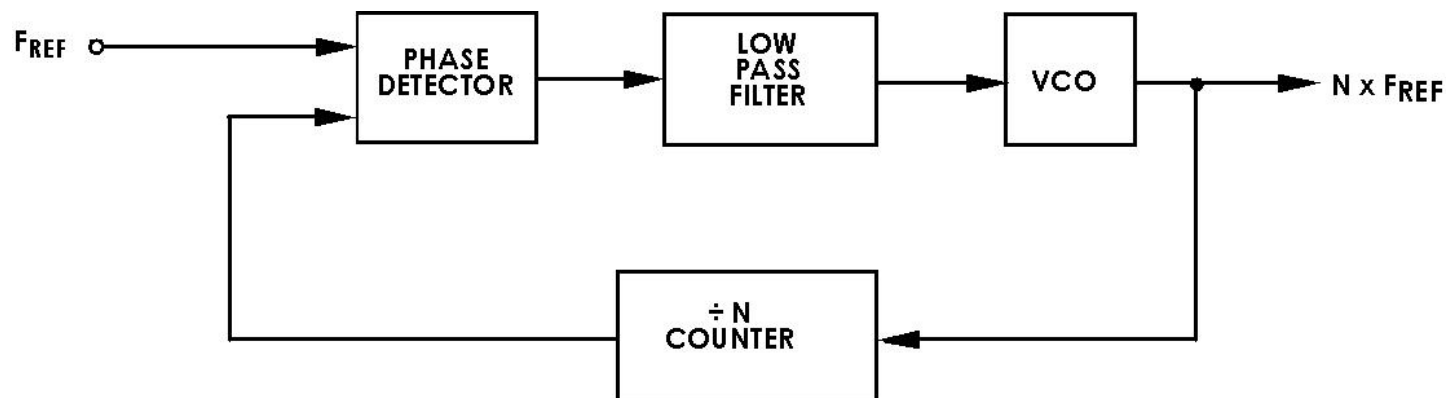 FREF
PHASE
DETECTOR
LOW
PASS
FILTER
VCO
N x FREF
÷ N
COUNTER